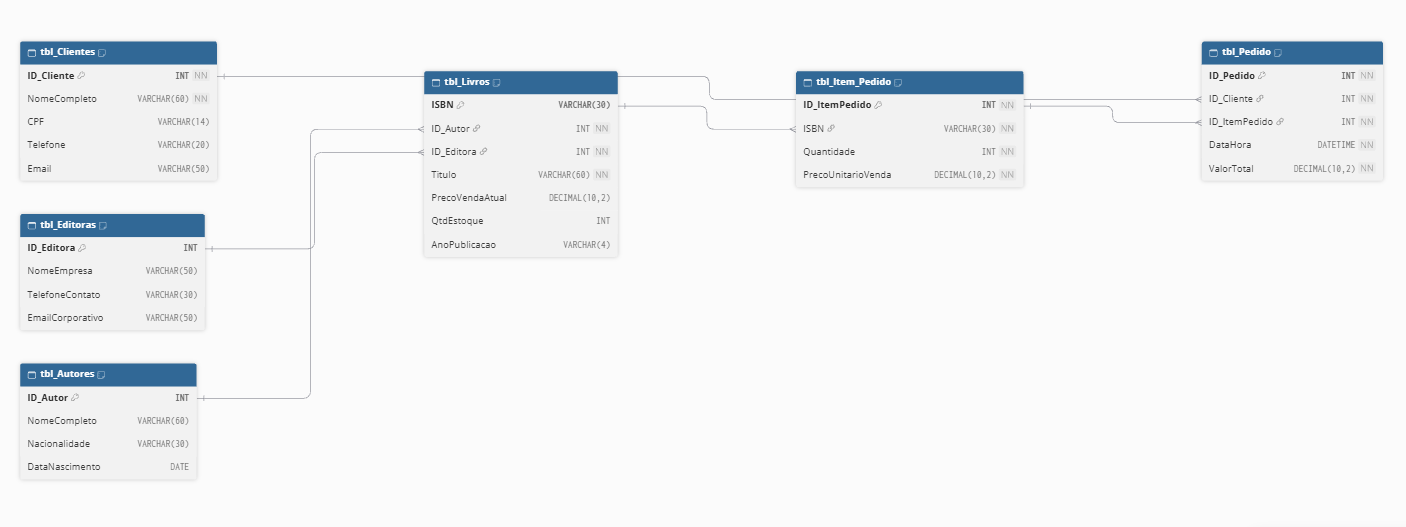 tbl_Clientes
ID_Cliente INT NN
NomeCompleto VARCHAR(60) NN
CPF VARCHAR(14)
Telefone VARCHAR(20)
Email VARCHAR(50)
tbl_Editoras
ID_Editora INT
NomeEmpresa VARCHAR(50)
TelefoneContato VARCHAR(30)
EmailCorporativo VARCHAR(50)
tbl_Autores
ID_Autor INT
NomeCompleto VARCHAR(60)
Nacionalidade VARCHAR(30)
DataNascimento DATE
tbl_Livros
ISBN VARCHAR(30)
ID_Autor INT NN
ID_Editora INT NN
Titulo VARCHAR(60) NN
PrecoVendaAtual DECIMAL(10,2)
QtdEstoque INT
AnoPublicacao VARCHAR(4)
tbl_Item_Pedido
ID_ItemPedido INT NN
ISBN VARCHAR(30) NN
Quantidade INT NN
PrecoUnitarioVenda DECIMAL(10,2) NN
tbl_Pedido
ID_Pedido INT NN
ID_Cliente INT NN
ID_ItemPedido INT NN
DataHora DATETIME NN
ValorTotal DECIMAL(10,2) NN